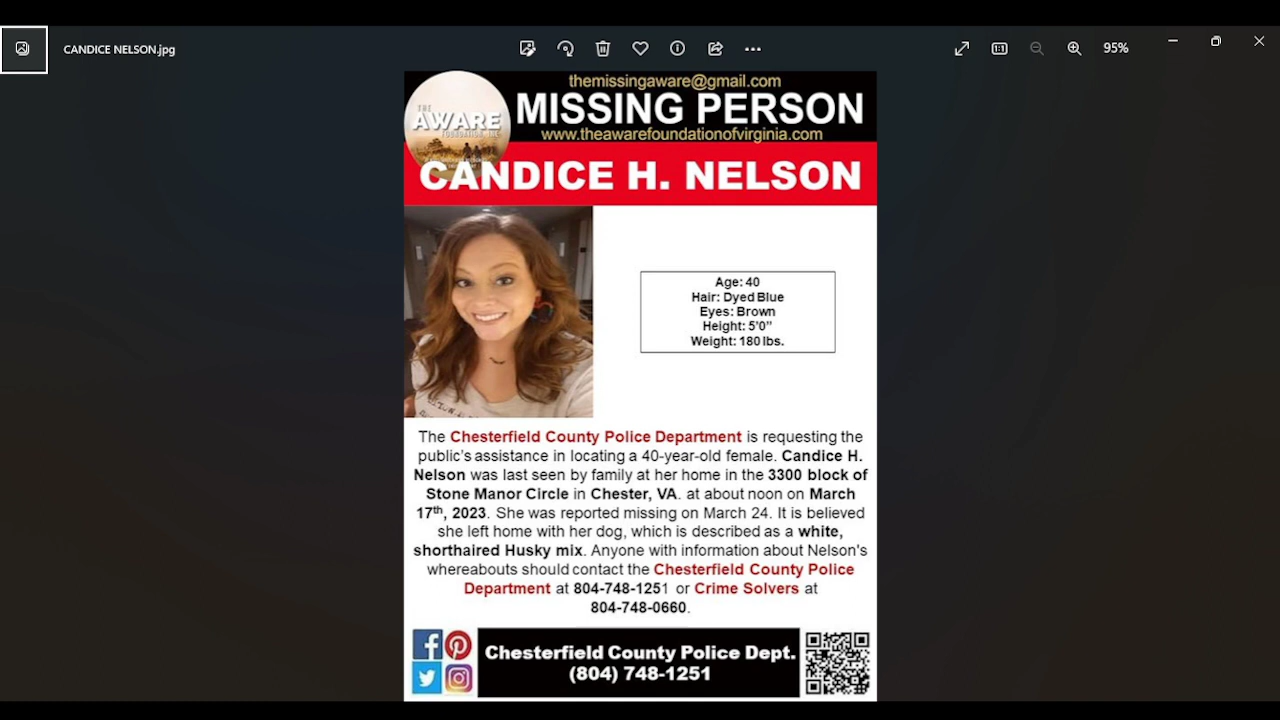 CANDICE NELSON.jpg
95%
themissingaware@gmail.com
MISSING PERSON
www.theawarefoundationofvirginia.com
THE
AWARE
FOUNDATION, INC.
CANDICE H. NELSON
Age: 40
Hair: Dyed Blue
Eyes: Brown
Height: 5'0”
Weight: 180 lbs.
The Chesterfield County Police Department is requesting the
public’s assistance in locating a 40-year-old female. Candice H.
Nelson was last seen by family at her home in the 3300 block of
Stone Manor Circle in Chester, VA. at about noon on March
17th, 2023. She was reported missing on March 24. It is believed
she left home with her dog, which is described as a white,
shorthaired Husky mix. Anyone with information about Nelson's
whereabouts should contact the Chesterfield County Police
Department at 804-748-1251 or Crime Solvers at
804-748-0660.
Chesterfield County Police Dept.
(804) 748-1251